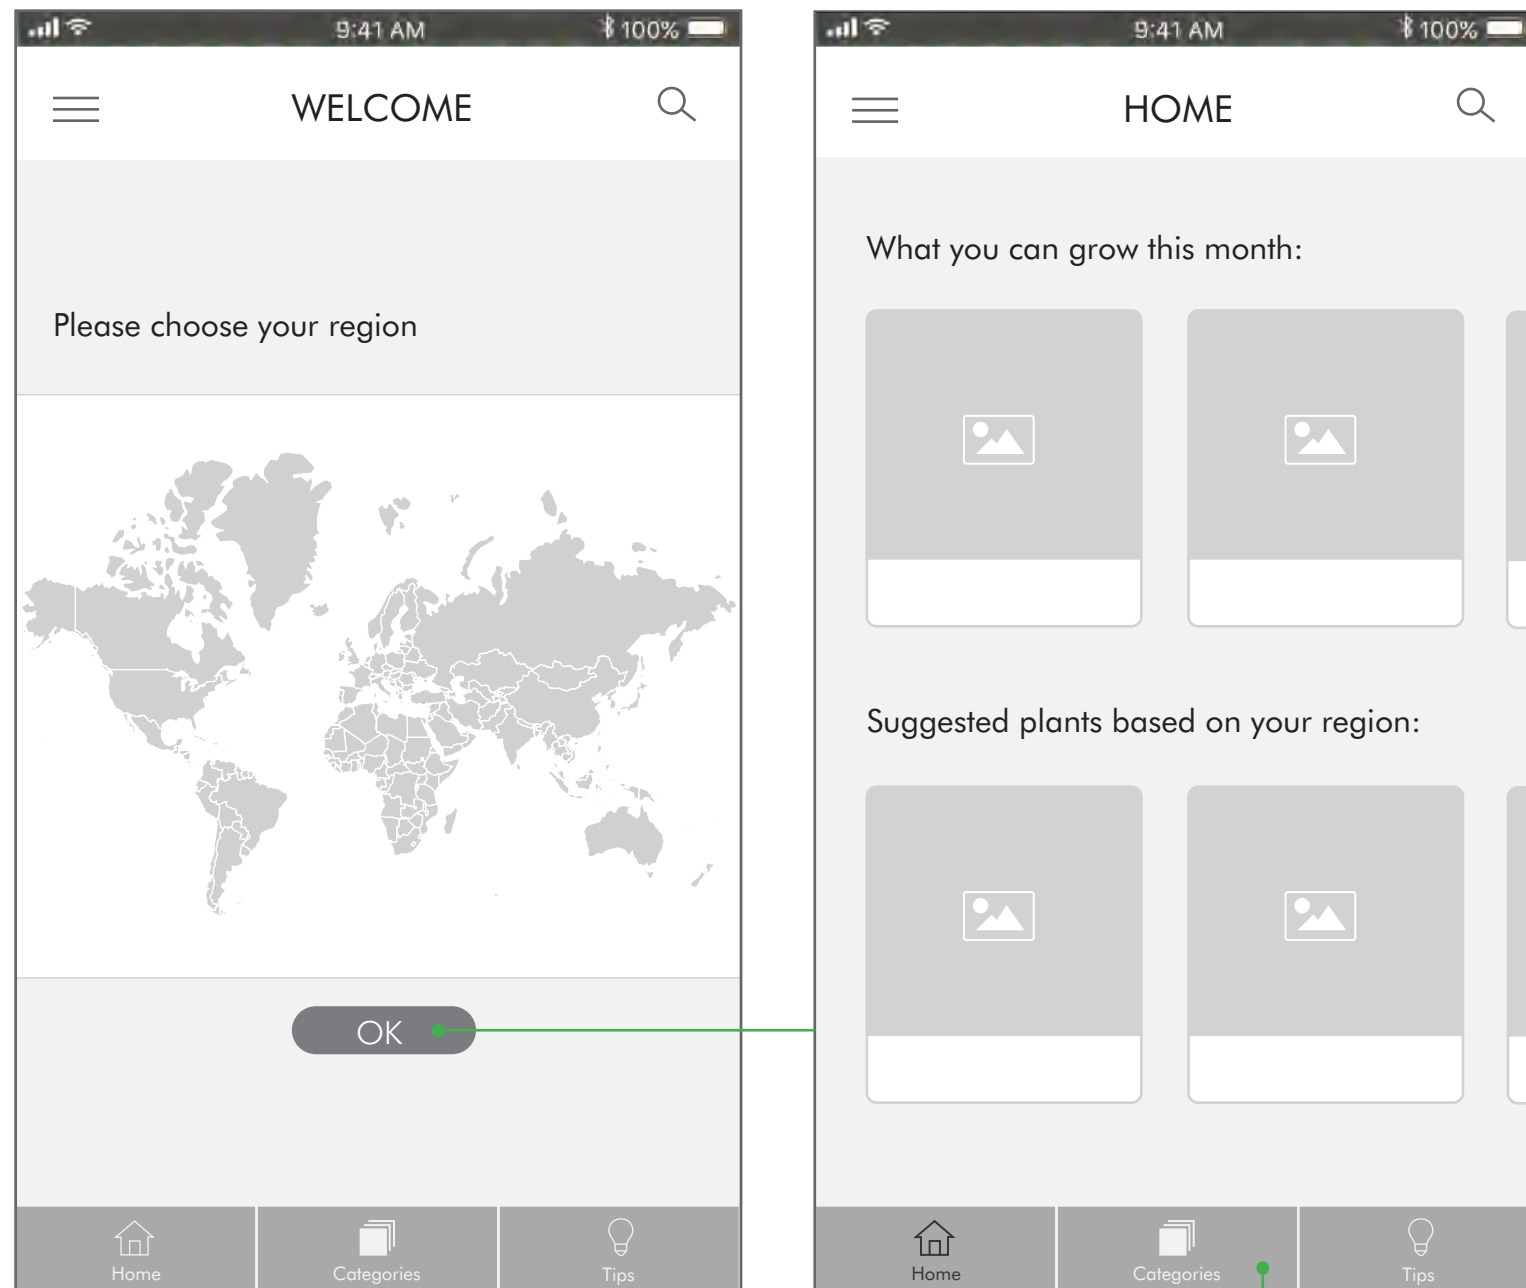 9:41 AM
100%
WELCOME
Please choose your region
OK
Home
Categories
Tips
9:41 AM
100%
HOME
What you can grow this month:
Suggested plants based on your region:
Home
Categories
Tips